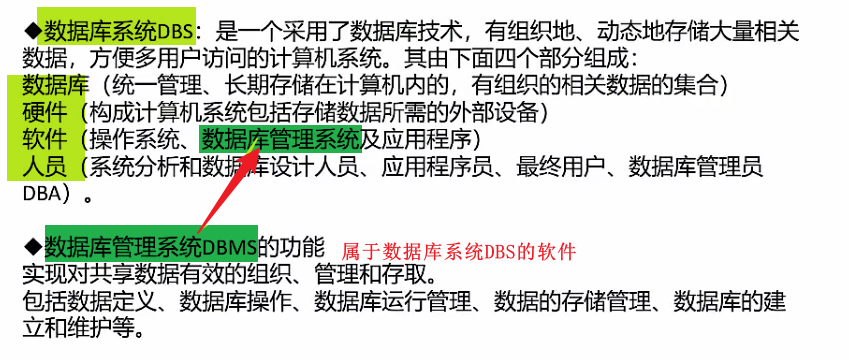 ◆数据库系统DBS：是一个采用了数据库技术，有组织地、动态地存储大量相关
数据，方便多用户访问的计算机系统。其由下面四个部分组成：
数据库（统一管理、长期存储在计算机内的，有组织的相关数据的集合）
硬件（构成计算机系统包括存储数据所需的外部设备）
软件（操作系统、数据库管理系统及应用程序）
人员（系统分析和数据库设计人员、应用程序员、最终用户、数据库管理员
DBA）。
◆数据库管理系统DBMS的功能 属于数据库系统DBS的软件
实现对共享数据有效的组织、管理和存取。
包括数据定义、数据库操作、数据库运行管理、数据的存储管理、数据库的建
立和维护等。